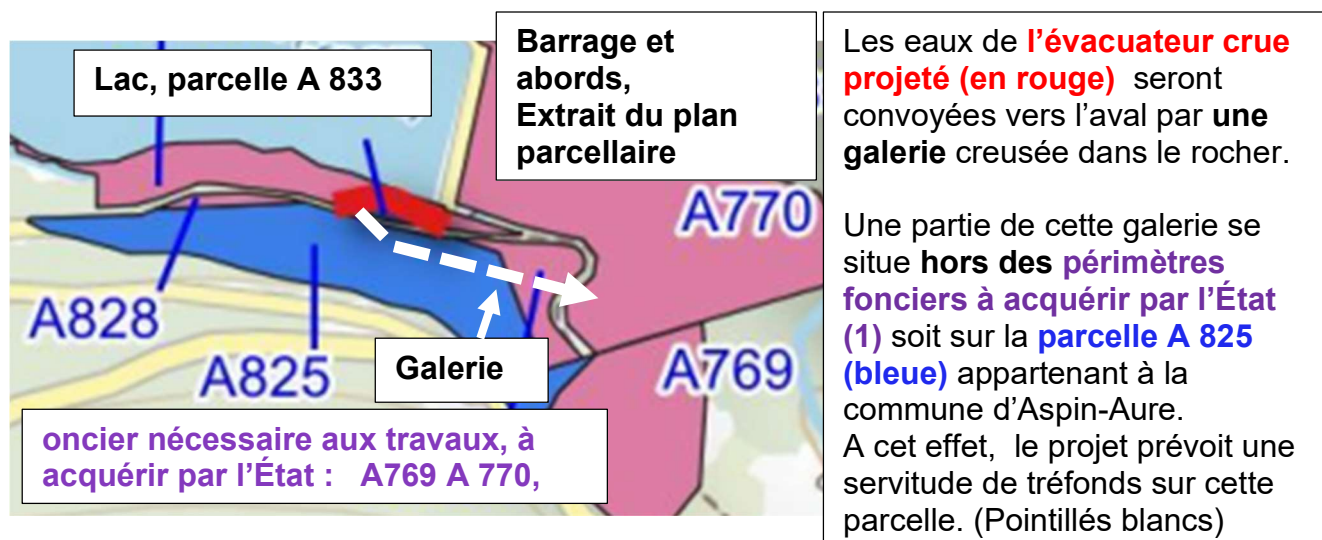 Lac, parcelle A 833
Barrage et
abords,
Extrait du plan
parcellaire
A770
A828
A825
Galerie
A769
oncier nécessaire aux travaux, à
acquérir par l’État : A769 A 770,
Les eaux de l’évacuateur crue
projeté (en rouge) seront
convoyées vers l’aval par une
galerie creusée dans le rocher.
Une partie de cette galerie se
situe hors des périmètres
fonciers à acquérir par l’État
(1) soit sur la parcelle A 825
(bleue) appartenant à la
commune d’Aspin-Aure.
A cet effet, le projet prévoit une
servitude de tréfonds sur cette
parcelle. (Pointillés blancs)